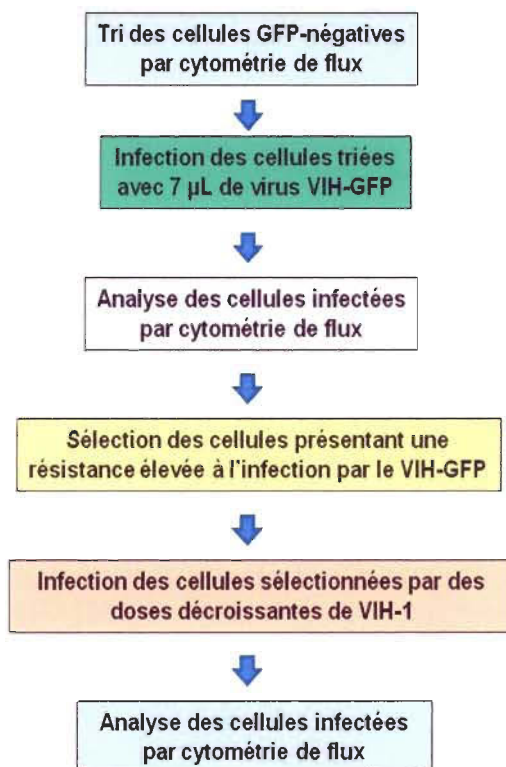 Tri des cellules GFP-négatives
par cytométrie de flux
Infection des cellules triées
avec 7 µL de virus VIH-GFP
Analyse des cellules infectées
par cytométrie de flux
Sélection des cellules présentant une
résistance élevée à l'infection par le VIH-GFP
Infection des cellules sélectionnées par des
doses décroissantes de VIH-1
Analyse des cellules infectées
par cytométrie de flux